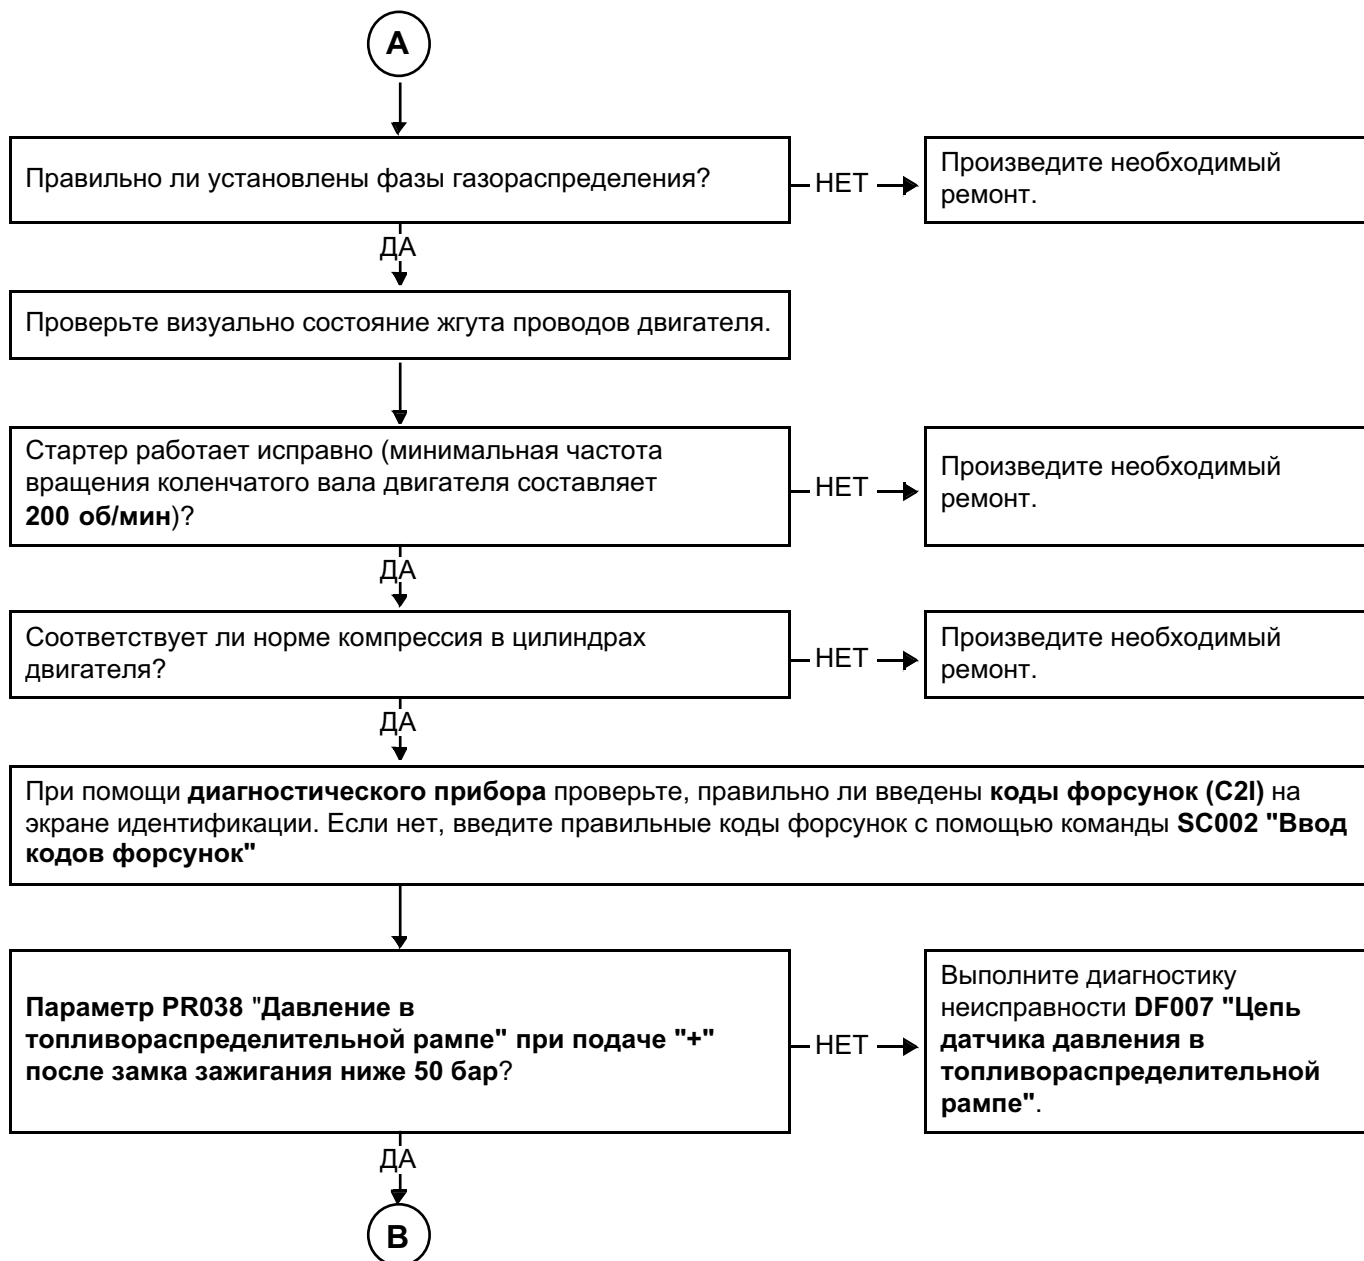 A
Правильно ли установлены фазы газораспределения?
НЕТ
Произведите необходимый
ремонт.
ДА
Проверьте визуально состояние жгута проводов двигателя.
Стартер работает исправно (минимальная частота
вращения коленчатого вала двигателя составляет
200 об/мин)?
НЕТ
Произведите необходимый
ремонт.
ДА
Соответствует ли норме компрессия в цилиндрах
двигателя?
НЕТ
Произведите необходимый
ремонт.
ДА
При помощи диагностического прибора проверьте, правильно ли введены коды форсунок (C2I) на
экране идентификации. Если нет, введите правильные коды форсунок с помощью команды SC002 "Ввод
кодов форсунок"
Параметр PR038 "Давление в
топливораспределительной рампе" при подаче "+"
после замка зажигания ниже 50 бар?
НЕТ
Выполните диагностику
неисправности DF007 "Цепь
датчика давления в
топливораспределительной
рампе".
ДА
B